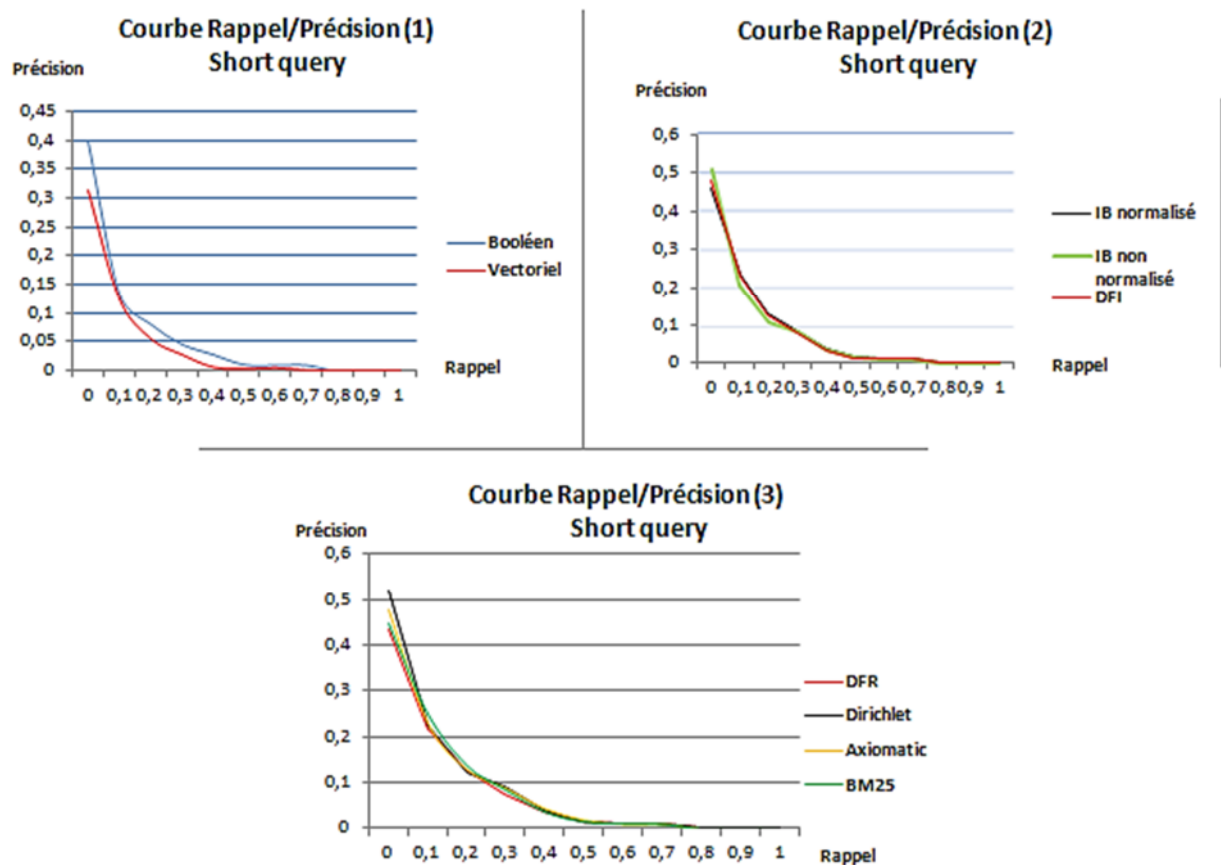 Courbe Rappel/Précision (1)
Short query
Précision
0,45
0,4
0,35
0,3
0,25
0,2
0,15
0,1
0,05
0
0 0,1 0,2 0,3 0,4 0,5 0,6 0,7 0,8 0,9 1
Rappel
Booléen
Vectoriel
Courbe Rappel/Précision (2)
Short query
Précision
0,6
0,5
0,4
0,3
0,2
0,1
0
0 0,1 0,2 0,3 0,4 0,50,6 0,7 0,80,9 1
Rappel
IB normalisé
IB non
normalisé
DFI
Courbe Rappel/Précision (3)
Short query
Précision
0,6
0,5
0,4
0,3
0,2
0,1
0
0 0,1 0,2 0,3 0,4 0,5 0,6 0,7 0,8 0,9 1
Rappel
DFR
Dirichlet
Axiomatic
BM25